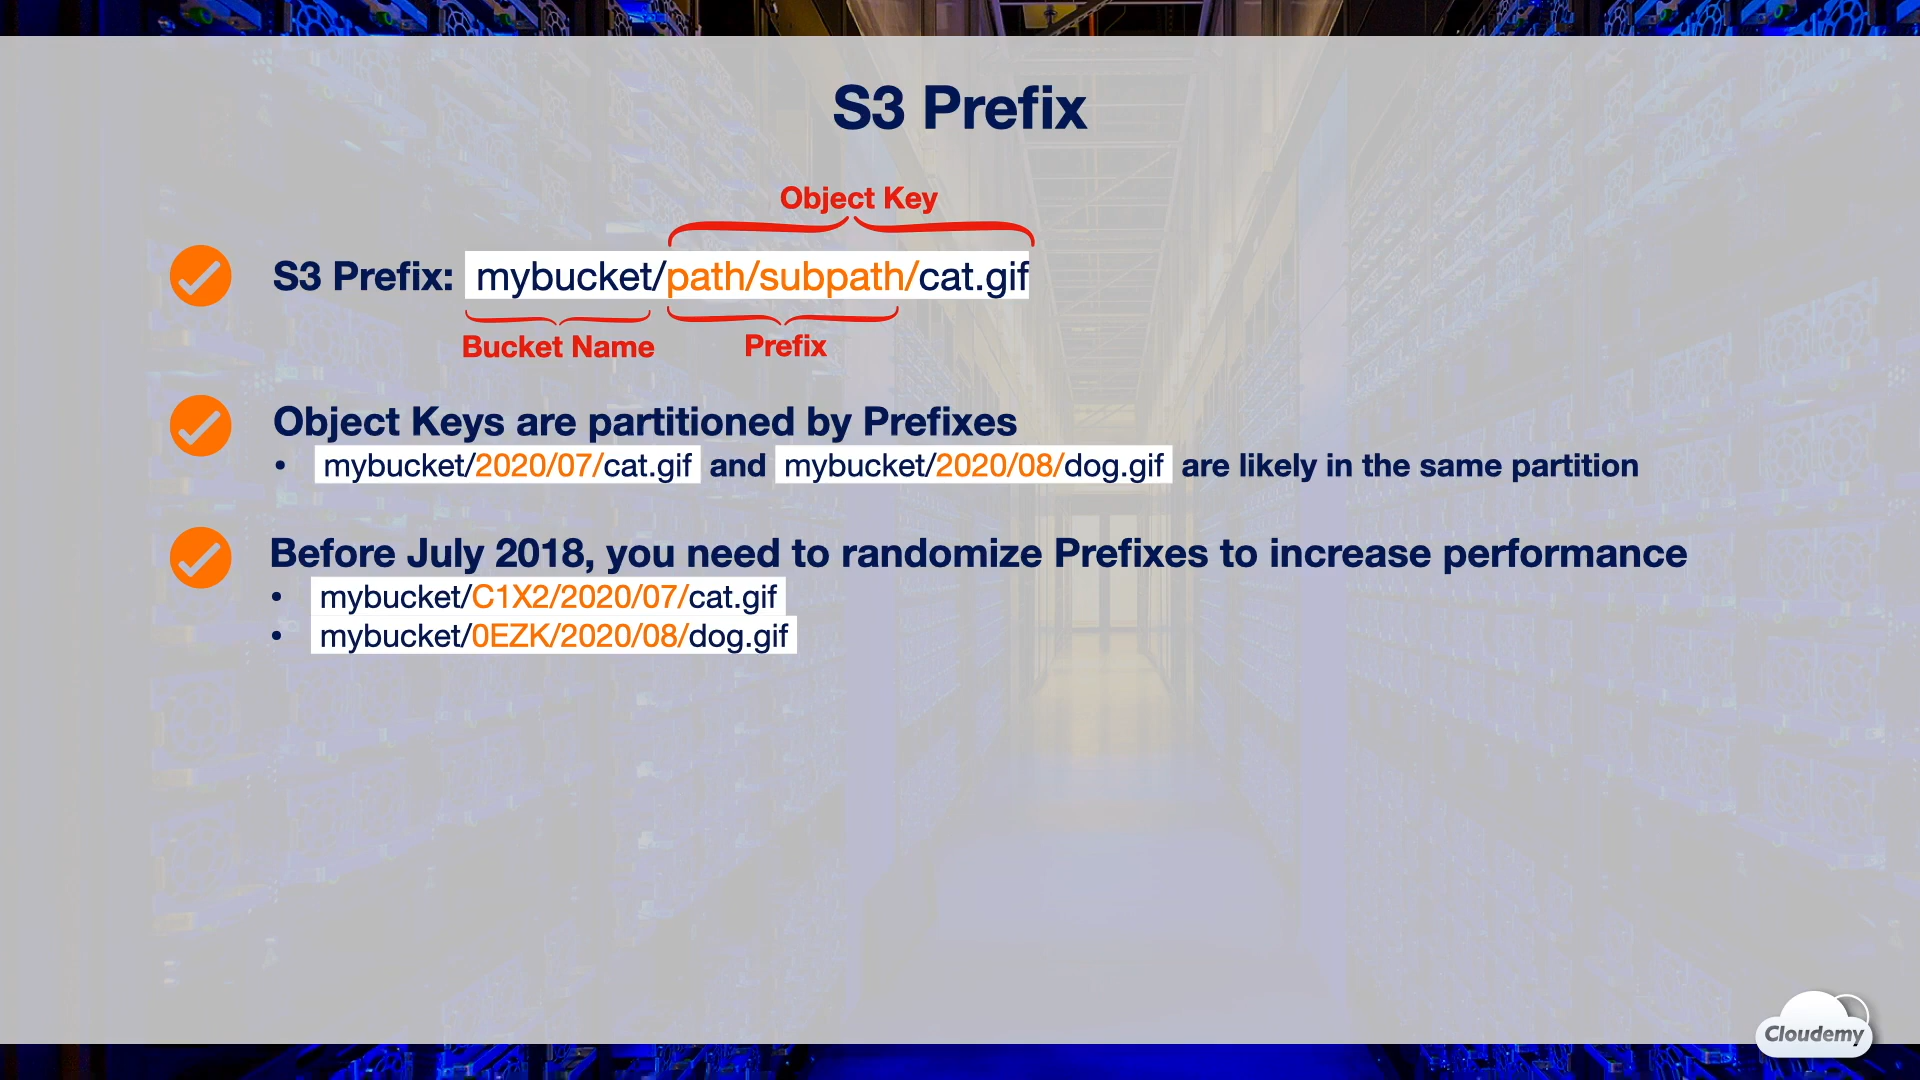 S3 Prefix
Object Key
S3 Prefix: mybucket/path/subpath/cat.gif
Bucket Name
Prefix
Object Keys are partitioned by Prefixes
• mybucket/2020/07/cat.gif and mybucket/2020/08/dog.gif are likely in the same partition
Before July 2018, you need to randomize Prefixes to increase performance
• mybucket/C1X2/2020/07/cat.gif
• mybucket/0EZK/2020/08/dog.gif
Cloudemy